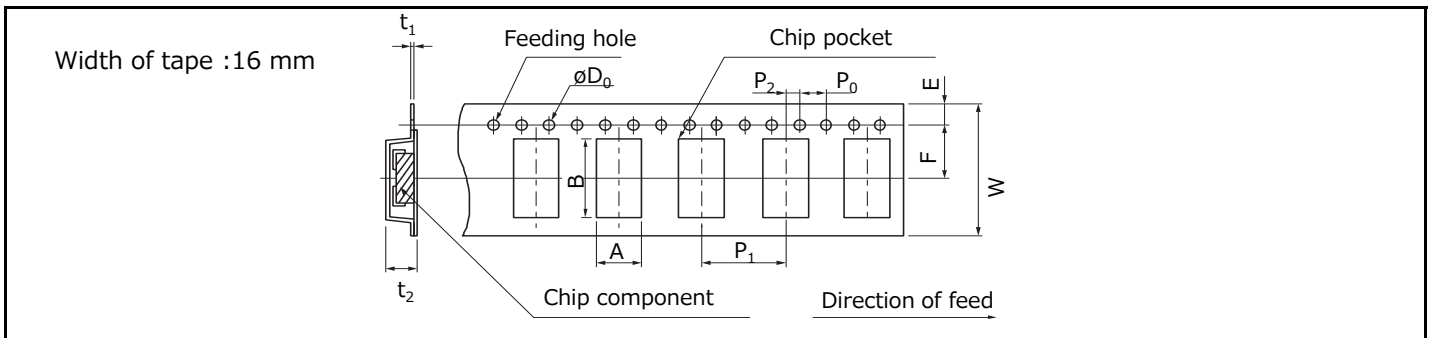 t₁
Feeding hole
Chip pocket
Width of tape :16 mm
øD₀
P₂
P₀
E
F
B
W
A
P₁
t₂
Chip component
Direction of feed